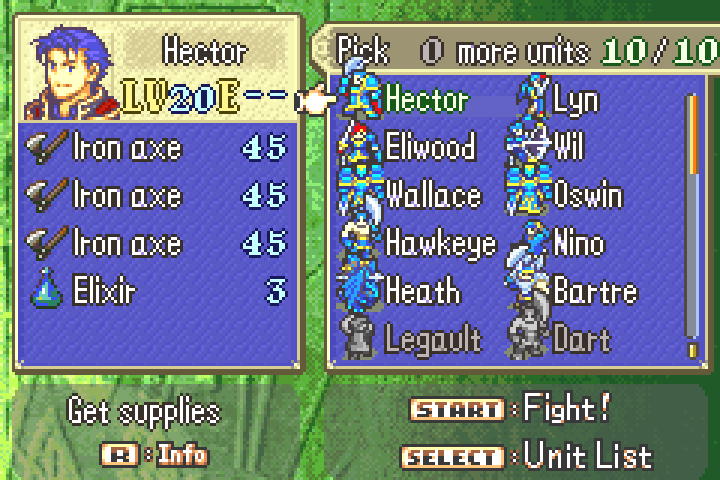 Hector
LV20E--
Iron axe 45
Iron axe 45
Iron axe 45
Elixir 3
Get supplies
R : Info
Pick 0 more units 10/10
Hector Lyn
Eliwood Wil
Wallace Oswin
Hawkeye Nino
Heath Bartre
Legault Dart
START :Fight!
SELECT :Unit List